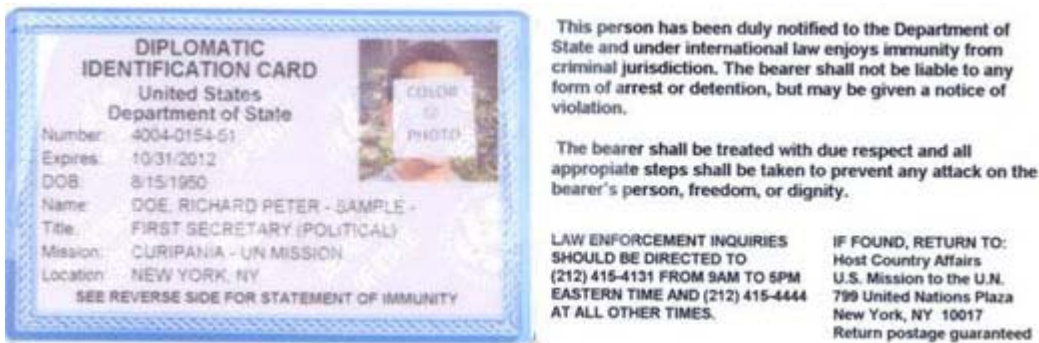 DIPLOMATIC
IDENTIFICATION CARD
United States
Department of State
Number: 4004-0154-51
Expires: 10/31/2012
DOB: 8/15/1950
Name: DOE, RICHARD PETER - SAMPLE -
Title: FIRST SECRETARY (POLITICAL)
Mission: CURIPANIA - UN MISSION
Location: NEW YORK, NY
SEE REVERSE SIDE FOR STATEMENT OF IMMUNITY
COLOR
PHOTO
This person has been duly notified to the Department of
State and under international law enjoys immunity from
criminal jurisdiction. The bearer shall not be liable to any
form of arrest or detention, but may be given a notice of
violation.
The bearer shall be treated with due respect and all
appropiate steps shall be taken to prevent any attack on the
bearer's person, freedom, or dignity.
LAW ENFORCEMENT INQUIRIES
SHOULD BE DIRECTED TO
(212) 415-4131 FROM 9AM TO 5PM
EASTERN TIME AND (212) 415-4444
AT ALL OTHER TIMES.
IF FOUND, RETURN TO:
Host Country Affairs
U.S. Mission to the U.N.
799 United Nations Plaza
New York, NY 10017
Return postage guaranteed